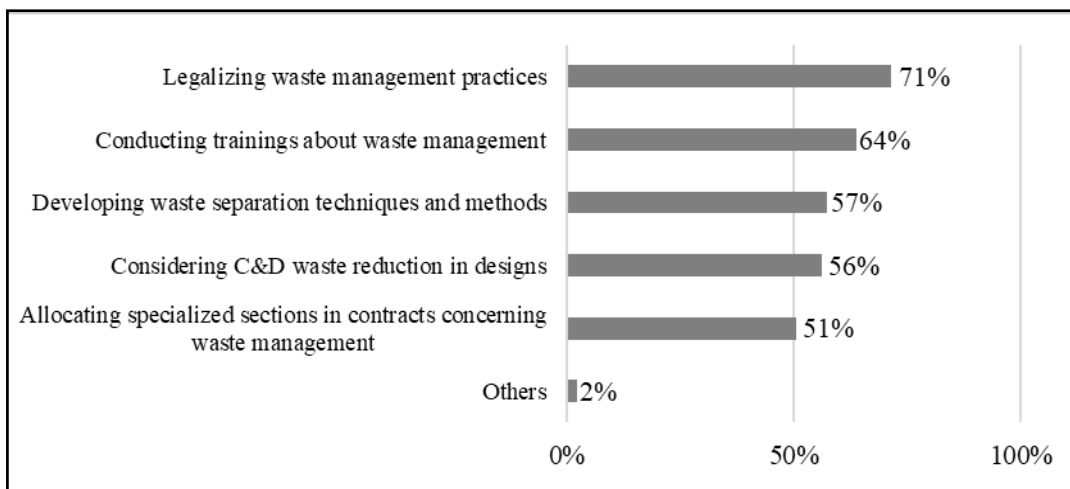 Legalizing waste management practices 71%
Conducting trainings about waste management 64%
Developing waste separation techniques and methods 57%
Considering C&D waste reduction in designs 56%
Allocating specialized sections in contracts concerning
waste management 51%
Others 2%
0% 50% 100%